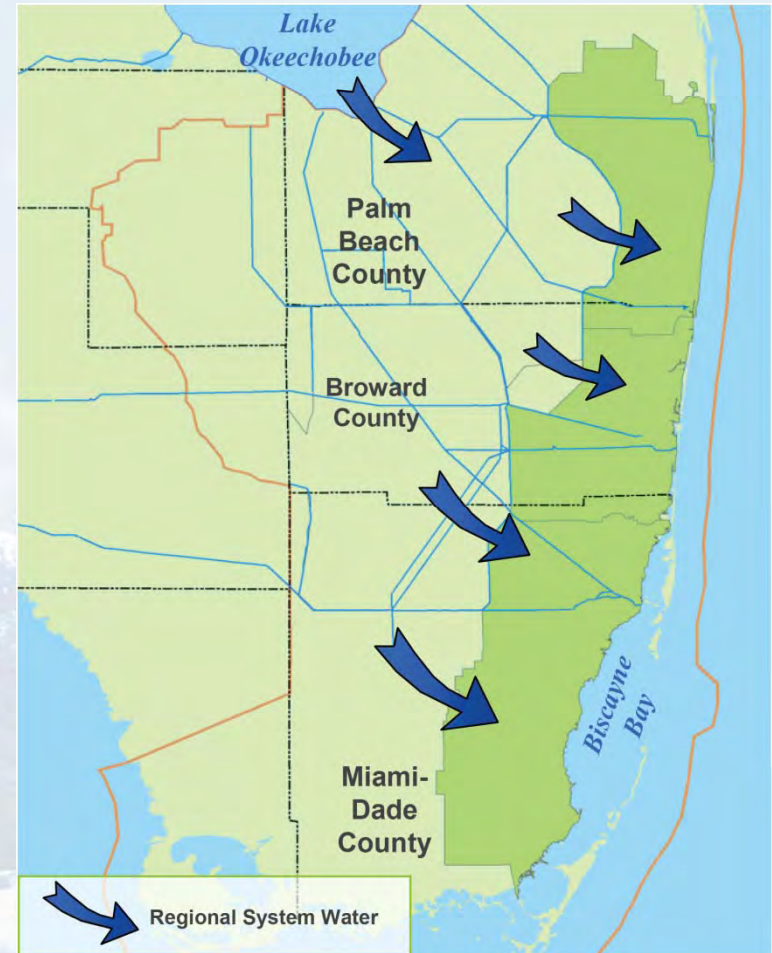 Lake
Okeechobee
Palm
Beach
County
Broward
County
Biscayne
Bay
Miami-
Dade
County
Regional System Water